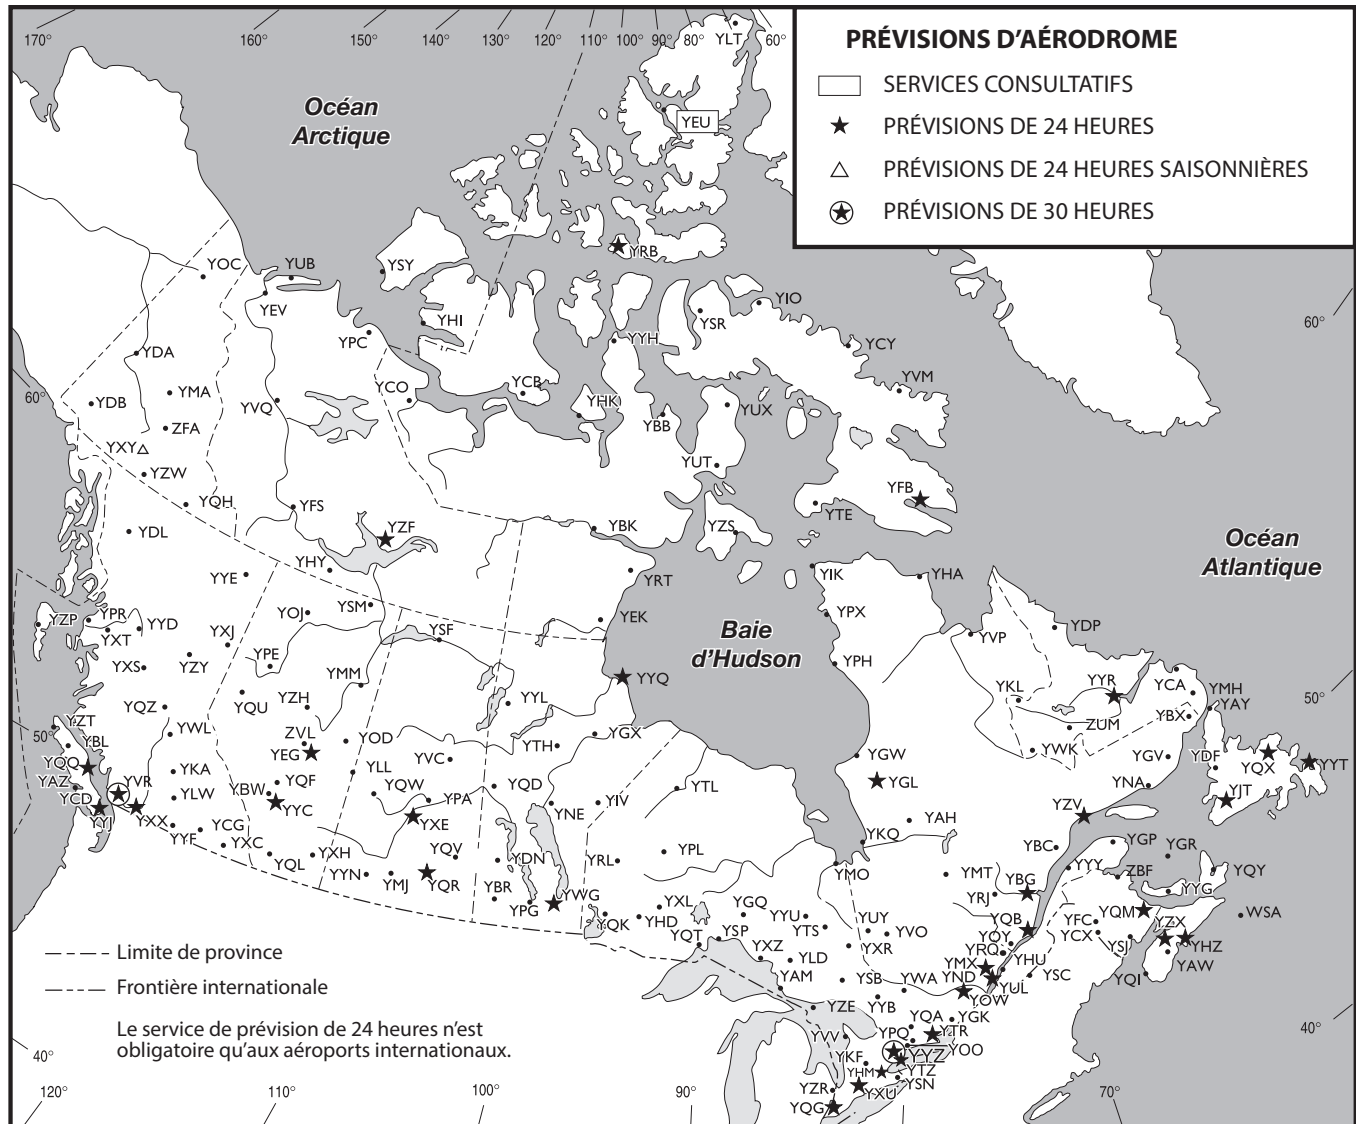 170°
160°
150°
140°
130°
120°
110°
100°
90°
80°
YLT
60°
PRÉVISIONS D'AÉRODROME
SERVICES CONSULTATIFS
PRÉVISIONS DE 24 HEURES
PRÉVISIONS DE 24 HEURES SAISONNIÈRES
PRÉVISIONS DE 30 HEURES
Océan
Arctique
YEU
YRB
YOC
YUB
YSY
YEV
YIO
YHI
YSR
YPC
YYH
YCY
60°
YDA
YCB
YVM
YCO
YMA
YHK
60°
YDB
YVQ
YUX
YBB
ZFA
YXY
YUT
YZW
YFB
YQH
YFS
YTE
YZF
YBK
YZS
YDL
Océan
Atlantique
YHY
YYE
YRT
YIK
YHA
YOJ
YSM
YZP
YPR
YYD
YEK
YPX
YXT
YXJ
YSF
Baie
d'Hudson
YDP
YVP
YPE
YZY
YXS
YPH
YMM
YYQ
YYR
YCA
YKL
YMH
50°
YQU
YZH
YYL
YAY
YQZ
YBX
YZT
ZUM
50°
YWL
ZVL
YGX
YBL
YOD
YTH
YWK
YEG
YVC
YGW
YGV
YDF
YQX
YYT
YQQ
YKA
YLL
YAZ
YVR
YQF
YQW
YQD
YTL
YGL
YNA
YJT
YCD
YLW
YBW
YPA
YNE
YIV
YYC
YZV
YYJ
YXX
YXE
YAH
YCG
YYF
YXC
YKQ
YGP
YBC
YQV
YPL
YGR
YQL
YXH
YDN
YRL
YMO
YYY
ZBF
YQY
YYN
YMJ
YQR
YMT
YBG
YYG
YBR
YWG
YRJ
YPG
YXL
YGQ
YQM
WSA
YQK
YHD
YYU
YUY
YQB
YFC
YZX
YTS
YVO
YOY
YCX
YHZ
YQT
YSP
YXZ
YXR
YRQ
YSJ
YLD
YMX
YHU
YAW
YAM
YSB
YWA
YND
YSC
YQI
YUL
YYB
YOW
YZE
YQA
YGK
YPQ
YTR
YVV
YYZ
YOO
YKF
YTZ
YHM
YSN
YZR
YXU
YQG
Limite de province
Frontière internationale
Le service de prévision de 24 heures n'est
obligatoire qu'aux aéroports internationaux.
40°
40°
120°
110°
100°
90°
70°